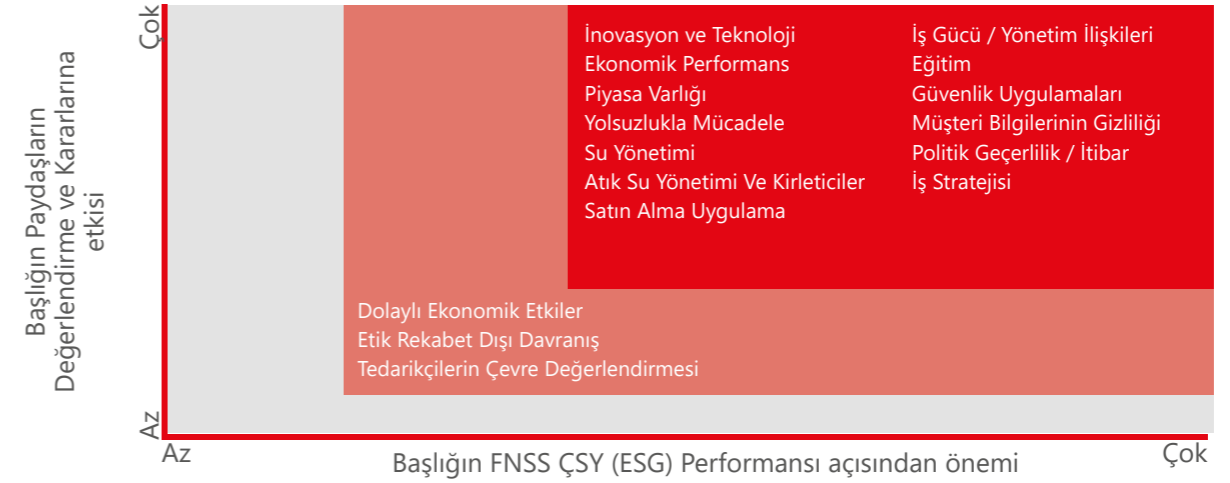 Çok
Başlığın Paydaşların
Değerlendirme ve Kararlarına
etkisi
Az
İnovasyon ve Teknoloji
Ekonomik Performans
Piyasa Varlığı
Yolsuzlukla Mücadele
Su Yönetimi
Atık Su Yönetimi Ve Kirleticiler
Satın Alma Uygulama
İş Gücü / Yönetim İlişkileri
Eğitim
Güvenlik Uygulamaları
Müşteri Bilgilerinin Gizliliği
Politik Geçerlilik / İtibar
İş Stratejisi
Dolaylı Ekonomik Etkiler
Etik Rekabet Dışı Davranış
Tedarikçilerin Çevre Değerlendirmesi
Az
Başlığın FNSS ÇSY (ESG) Performansı açısından önemi
Çok